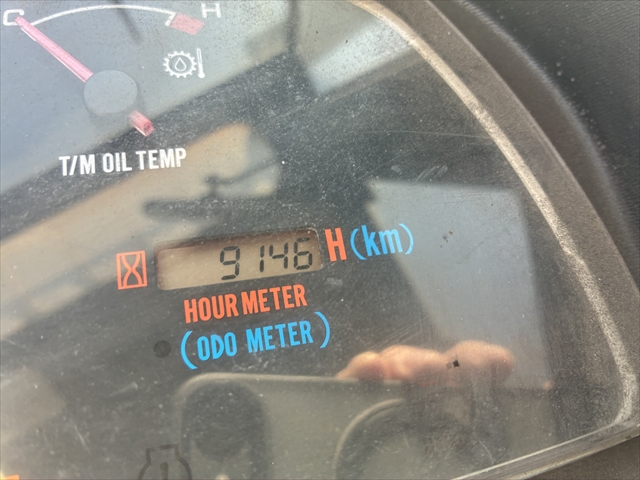 C H
T/M OIL TEMP
9146 H (km)
HOUR METER
(ODO METER)